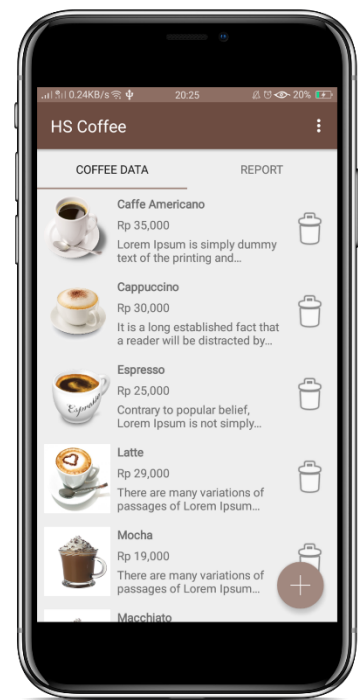 0.24KB/s 20:25 20%
HS Coffee
COFFEE DATA REPORT
Caffe Americano
Rp 35,000
Lorem Ipsum is simply dummy
text of the printing and...
Cappuccino
Rp 30,000
It is a long established fact that
a reader will be distracted by...
Espresso
Rp 25,000
Contrary to popular belief,
Lorem Ipsum is not simply...
Espresso
Latte
Rp 29,000
There are many variations of
passages of Lorem Ipsum...
Mocha
Rp 19,000
There are many variations of
passages of Lorem Ipsum...
Macchiato